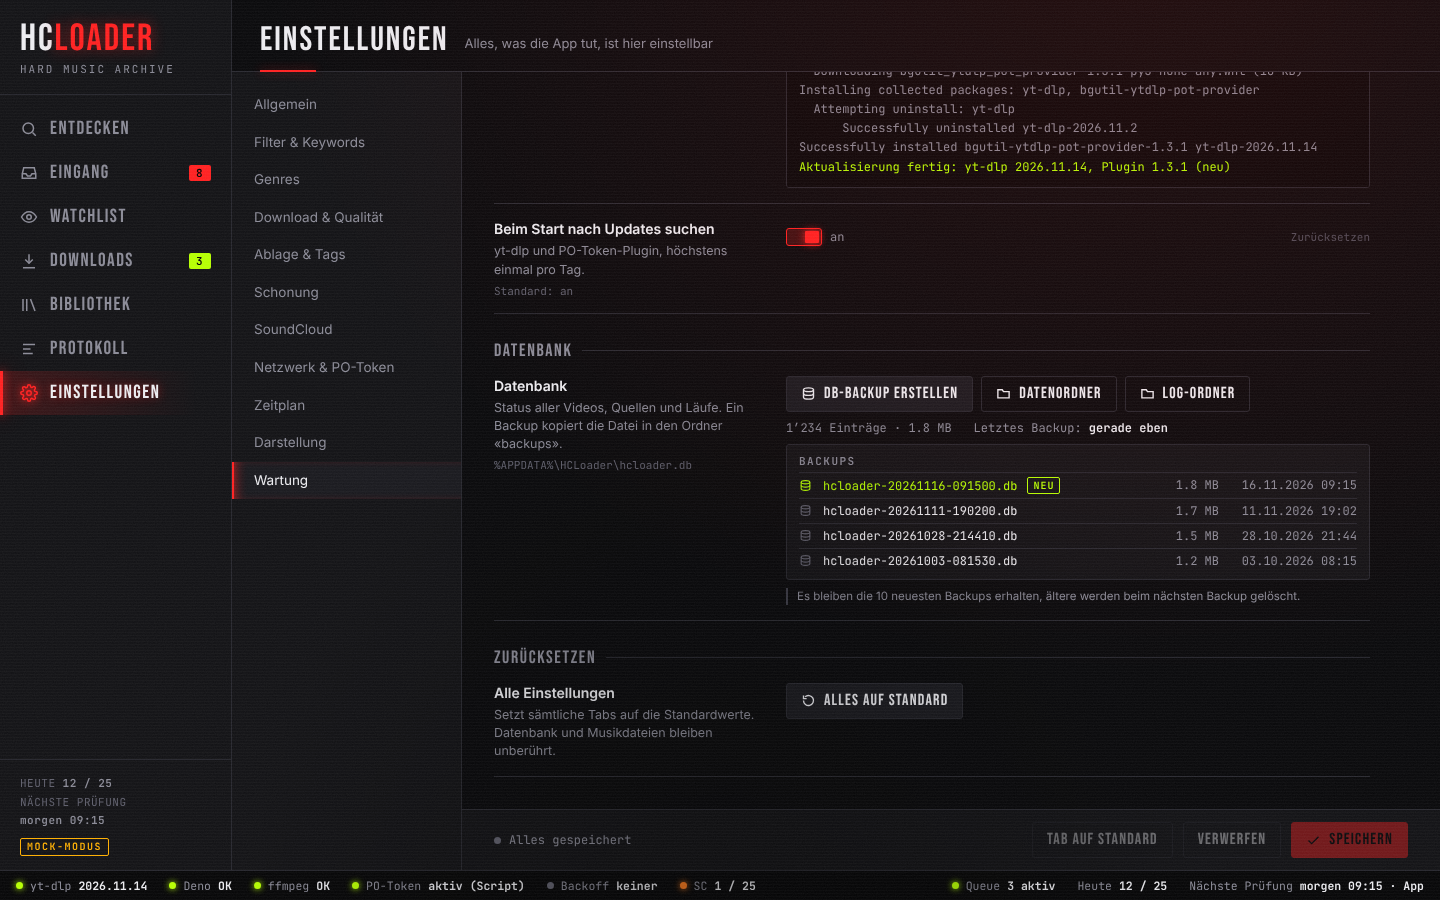 HCLOADER
HARD MUSIC ARCHIVE
ENTDECKEN
EINGANG 8
WATCHLIST
DOWNLOADS 3
BIBLIOTHEK
PROTOKOLL
EINSTELLUNGEN
HEUTE 12 / 25
NÄCHSTE PRÜFUNG
morgen 09:15
MOCK-MODUS
EINSTELLUNGEN Alles, was die App tut, ist hier einstellbar
Allgemein
Filter & Keywords
Genres
Download & Qualität
Ablage & Tags
Schonung
SoundCloud
Netzwerk & PO-Token
Zeitplan
Darstellung
Wartung
Installing collected packages: yt-dlp, bgutil-ytdlp-pot-provider
Attempting uninstall: yt-dlp
Successfully uninstalled yt-dlp-2026.11.2
Successfully installed bgutil-ytdlp-pot-provider-1.3.1 yt-dlp-2026.11.14
Aktualisierung fertig: yt-dlp 2026.11.14, Plugin 1.3.1 (neu)
Beim Start nach Updates suchen
yt-dlp und PO-Token-Plugin, höchstens
einmal pro Tag.
Standard: an
an
Zurücksetzen
DATENBANK
Datenbank
Status aller Videos, Quellen und Läufe. Ein
Backup kopiert die Datei in den Ordner
«backups».
%APPDATA%\HCLoader\hcloader.db
DB-BACKUP ERSTELLEN DATENORDNER LOG-ORDNER
1’234 Einträge · 1.8 MB Letztes Backup: gerade eben
BACKUPS
hcloader-20261116-091500.db NEU 1.8 MB 16.11.2026 09:15
hcloader-20261111-190200.db 1.7 MB 11.11.2026 19:02
hcloader-20261028-214410.db 1.5 MB 28.10.2026 21:44
hcloader-20261003-081530.db 1.2 MB 03.10.2026 08:15
Es bleiben die 10 neuesten Backups erhalten, ältere werden beim nächsten Backup gelöscht.
ZURÜCKSETZEN
Alle Einstellungen
Setzt sämtliche Tabs auf die Standardwerte.
Datenbank und Musikdateien bleiben
unberührt.
ALLES AUF STANDARD
Alles gespeichert
TAB AUF STANDARD VERWERFEN SPEICHERN
yt-dlp 2026.11.14 Deno OK ffmpeg OK PO-Token aktiv (Script) Backoff keiner SC 1 / 25 Queue 3 aktiv Heute 12 / 25 Nächste Prüfung morgen 09:15 · App